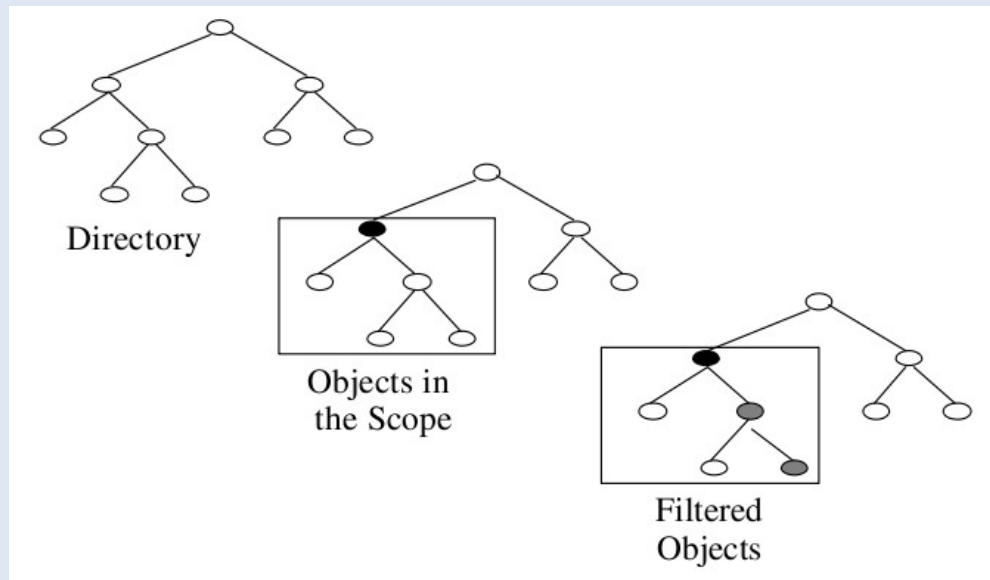 Directory
Objects in
the Scope
Filtered
Objects